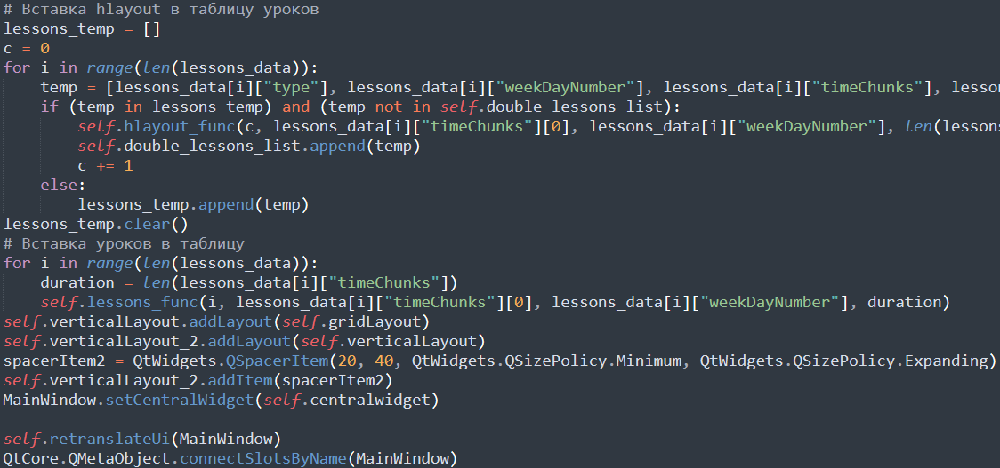 # Вставка hlayout в таблицу уроков
lessons_temp = []
c = 0
for i in range(len(lessons_data)):
    temp = [lessons_data[i]["type"], lessons_data[i]["weekDayNumber"], lessons_data[i]["timeChunks"],
    if (temp in lessons_temp) and (temp not in self.double_lessons_list):
        self.hlayout_func(c, lessons_data[i]["timeChunks"][0], lessons_data[i]["weekDayNumber"], len(
        self.double_lessons_list.append(temp)
        c += 1
    else:
        lessons_temp.append(temp)
lessons_temp.clear()
# Вставка уроков в таблицу
for i in range(len(lessons_data)):
    duration = len(lessons_data[i]["timeChunks"])
    self.lessons_func(i, lessons_data[i]["timeChunks"][0], lessons_data[i]["weekDayNumber"], duration)
self.verticalLayout.addLayout(self.gridLayout)
self.verticalLayout_2.addLayout(self.verticalLayout)
spacerItem2 = QtWidgets.QSpacerItem(20, 40, QtWidgets.QSizePolicy.Minimum, QtWidgets.QSizePolicy.Expanding)
self.verticalLayout_2.addItem(spacerItem2)
MainWindow.setCentralWidget(self.centralwidget)
self.retranslateUi(MainWindow)
QtCore.QMetaObject.connectSlotsByName(MainWindow)